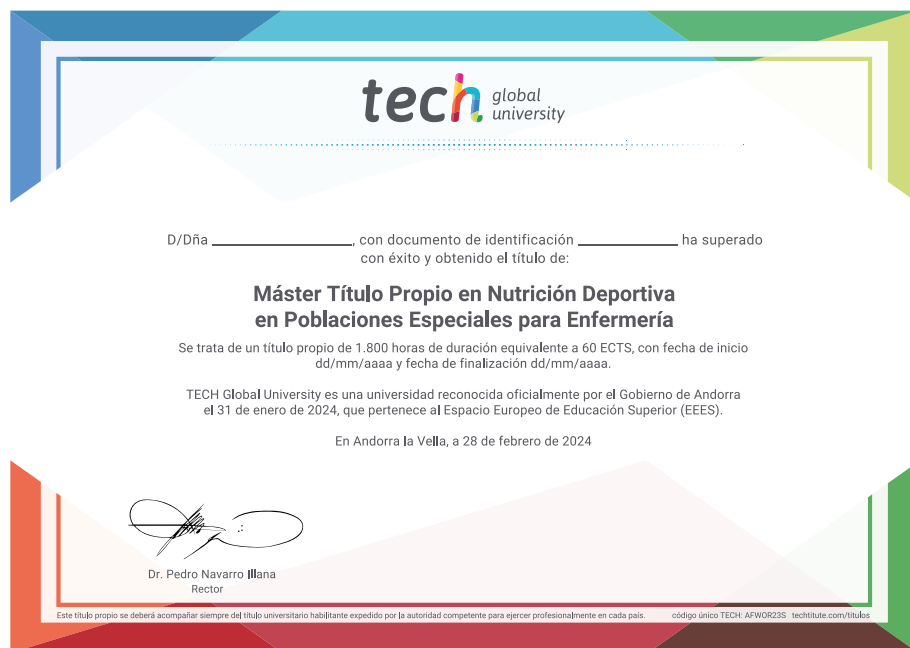 tech global university
D/Dña ____________________, con documento de identificación ______________ ha superado
con éxito y obtenido el título de:
Máster Título Propio en Nutrición Deportiva
en Poblaciones Especiales para Enfermería
Se trata de un título propio de 1.800 horas de duración equivalente a 60 ECTS, con fecha de inicio
dd/mm/aaaa y fecha de finalización dd/mm/aaaa.
TECH Global University es una universidad reconocida oficialmente por el Gobierno de Andorra
el 31 de enero de 2024, que pertenece al Espacio Europeo de Educación Superior (EEES).
En Andorra la Vella, a 28 de febrero de 2024
Dr. Pedro Navarro Illana
Rector
Este título propio se deberá acompañar siempre del título universitario habilitante expedido por la autoridad competente para ejercer profesionalmente en cada país. código único TECH: AFWOR23S techtitute.com/titulos